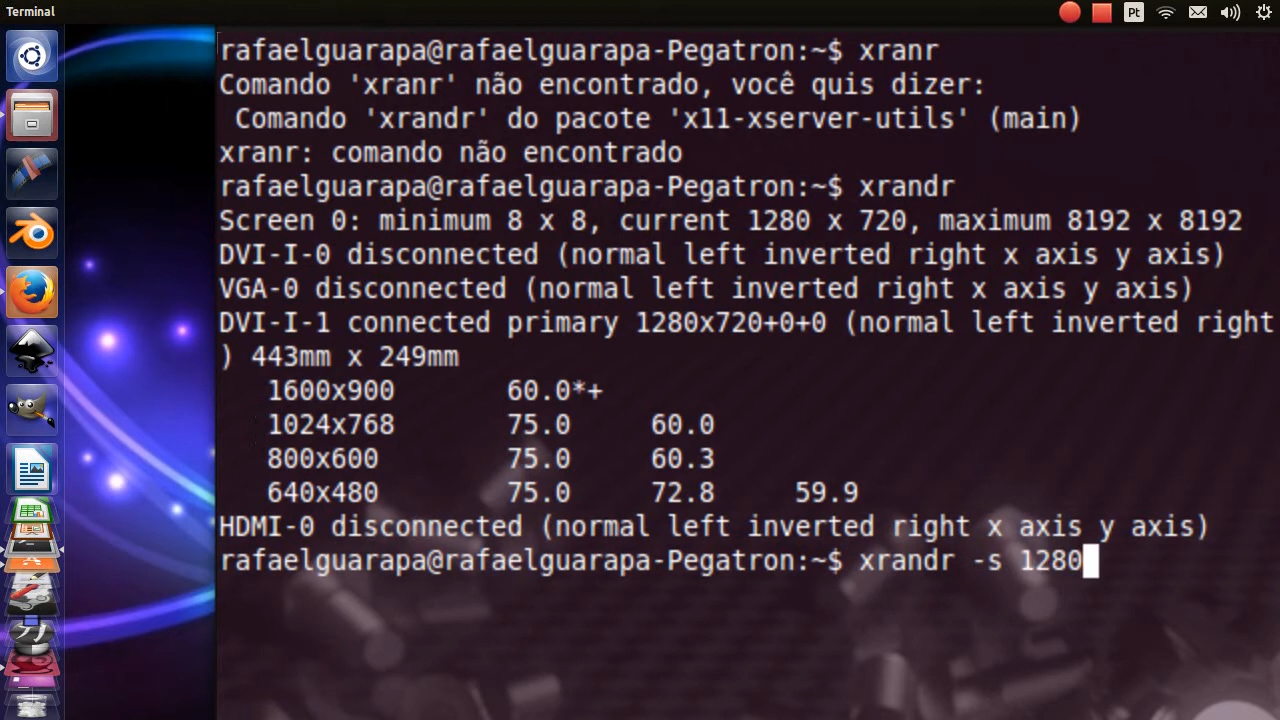 Terminal
Pt
rafaelguarapa@rafaelguarapa-Pegatron:~$ xranr
Comando 'xranr' não encontrado, você quis dizer:
 Comando 'xrandr' do pacote 'x11-xserver-utils' (main)
xranr: comando não encontrado
rafaelguarapa@rafaelguarapa-Pegatron:~$ xrandr
Screen 0: minimum 8 x 8, current 1280 x 720, maximum 8192 x 8192
DVI-I-0 disconnected (normal left inverted right x axis y axis)
VGA-0 disconnected (normal left inverted right x axis y axis)
DVI-I-1 connected primary 1280x720+0+0 (normal left inverted right
) 443mm x 249mm
   1600x900       60.0*+
   1024x768       75.0     60.0
   800x600        75.0     60.3
   640x480        75.0     72.8     59.9
HDMI-0 disconnected (normal left inverted right x axis y axis)
rafaelguarapa@rafaelguarapa-Pegatron:~$ xrandr -s 1280